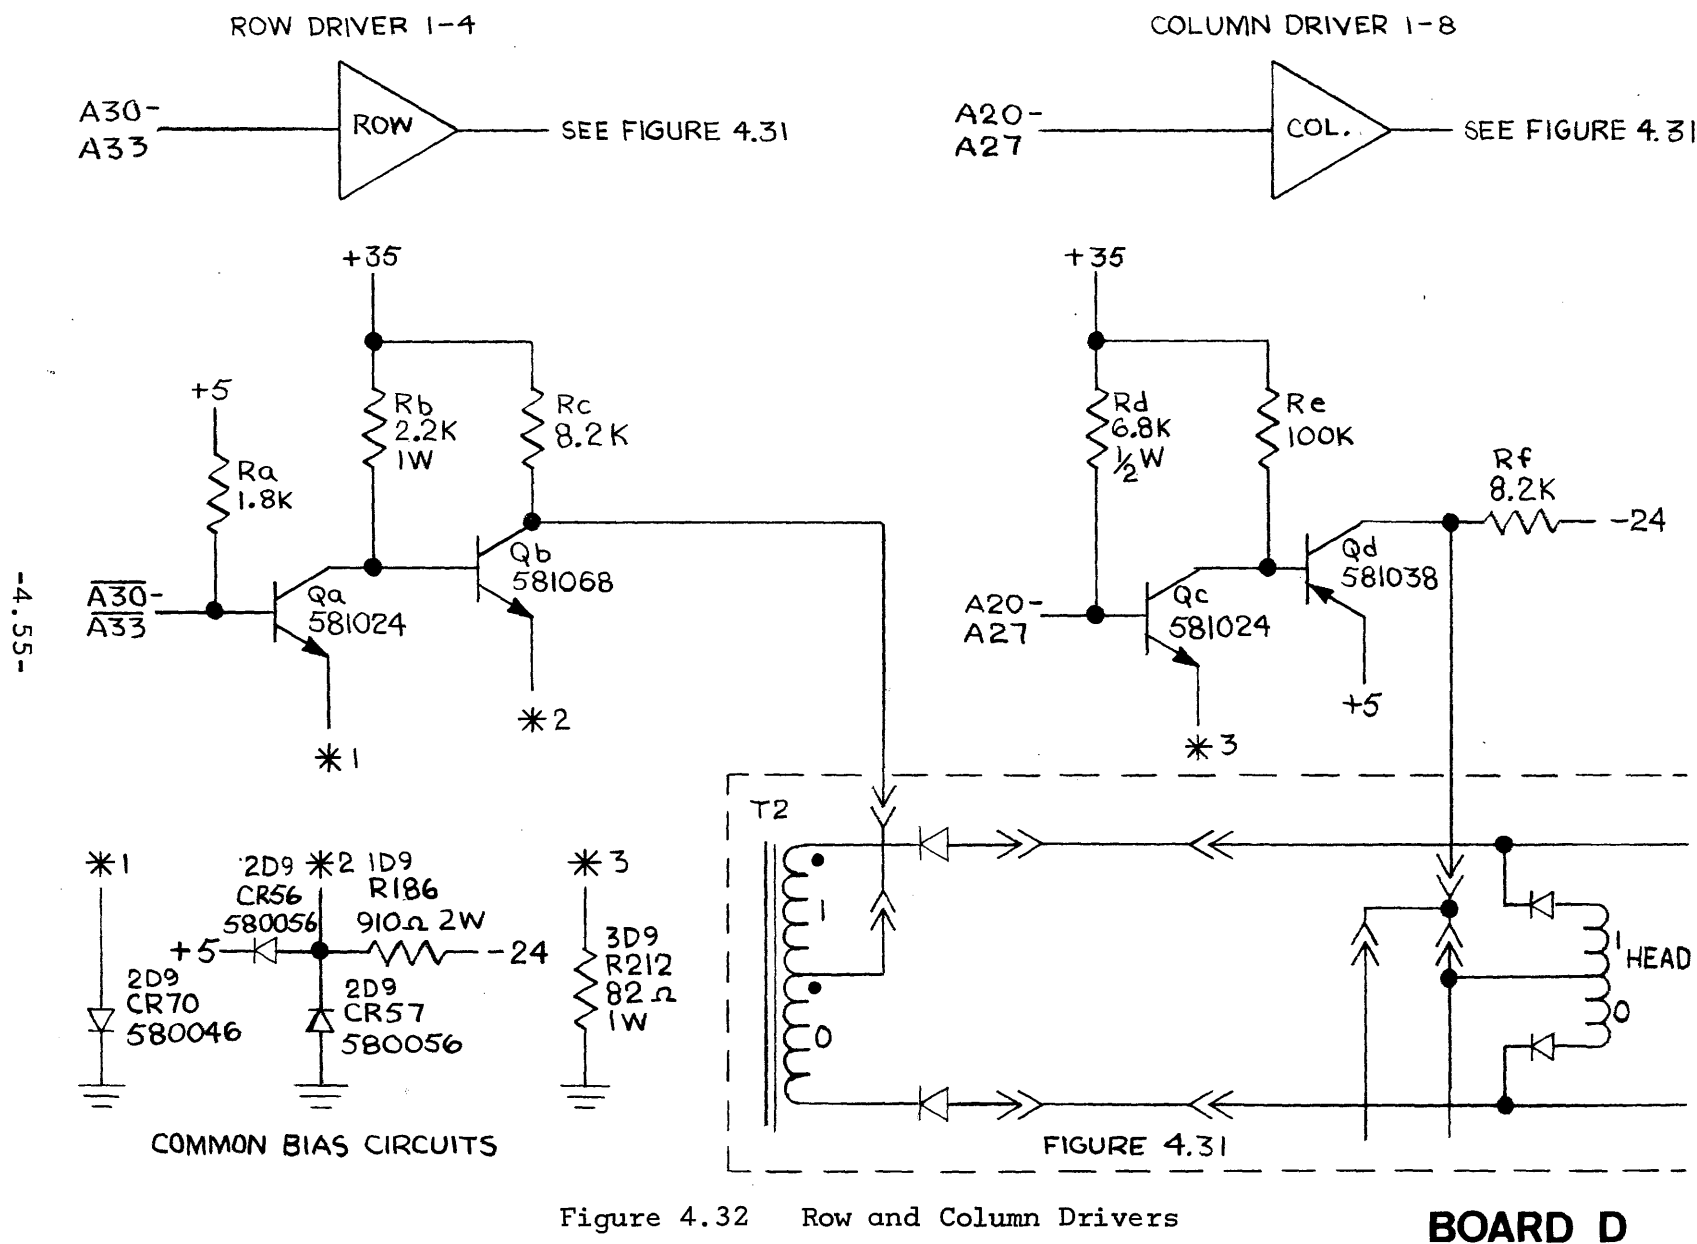 ROW DRIVER 1-4
COLUMN DRIVER 1-8
A30-
A33
ROW
SEE FIGURE 4.31
A20-
A27
COL.
SEE FIGURE 4.31
+35
+5
Ra
1.8K
Rb
2.2K
1W
Rc
8.2K
A30-
A33
Qa
581024
Qb
581068
*1
*2
+35
Rd
6.8K
½W
Re
100K
Rf
8.2K
-24
A20-
A27
Qc
581024
Qd
581038
+5
*3
-4.55-
*1
2D9
CR70
580046
2D9
CR56
580056
+5
*2
1D9
R186
910Ω 2W
-24
2D9
CR57
580056
*3
3D9
R212
82Ω
1W
COMMON BIAS CIRCUITS
T2
1
0
1
HEAD
0
FIGURE 4.31
Figure 4.32 Row and Column Drivers
BOARD D